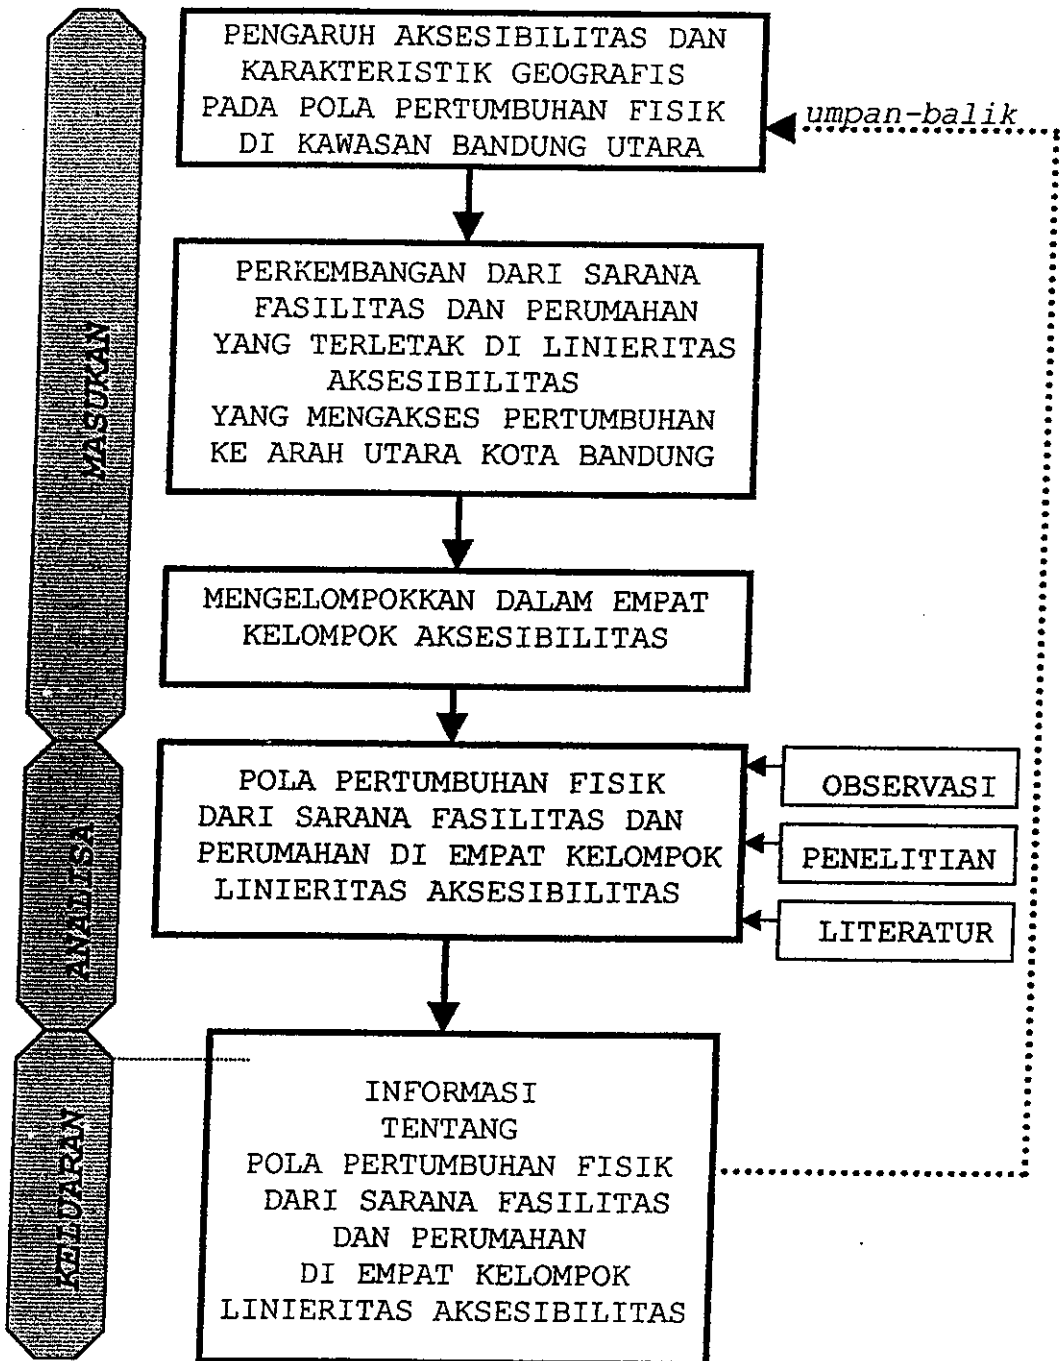 PENGARUH AKSESIBILITAS DAN
KARAKTERISTIK GEOGRAFIS
PADA POLA PERTUMBUHAN FISIK
DI KAWASAN BANDUNG UTARA
umpan-balik
PERKEMBANGAN DARI SARANA
FASILITAS DAN PERUMAHAN
YANG TERLETAK DI LINIERITAS
AKSESIBILITAS
YANG MENGAKSES PERTUMBUHAN
KE ARAH UTARA KOTA BANDUNG
MASUKAN
MENGELOMPOKKAN DALAM EMPAT
KELOMPOK AKSESIBILITAS
POLA PERTUMBUHAN FISIK
DARI SARANA FASILITAS DAN
PERUMAHAN DI EMPAT KELOMPOK
LINIERITAS AKSESIBILITAS
OBSERVASI
PENELITIAN
LITERATUR
ANALISA
INFORMASI
TENTANG
POLA PERTUMBUHAN FISIK
DARI SARANA FASILITAS
DAN PERUMAHAN
DI EMPAT KELOMPOK
LINIERITAS AKSESIBILITAS
KELUARAN